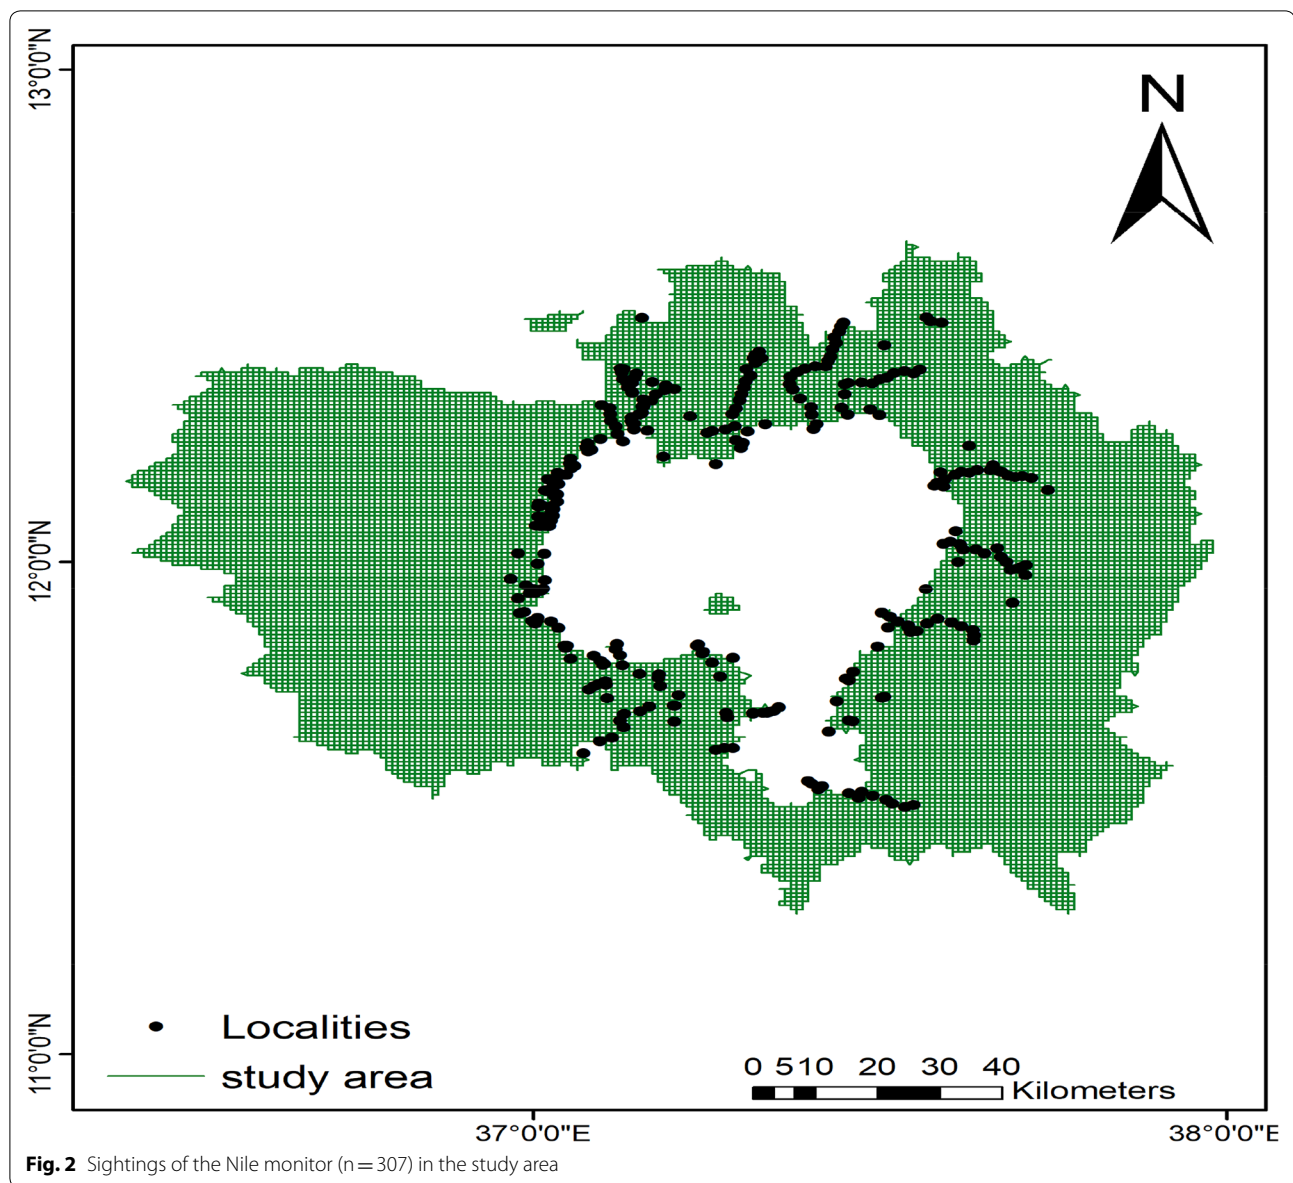 13°0'0"N
N
12°0'0"N
11°0'0"N
Localities
study area
0 5 10 20 30 40
Kilometers
37°0'0"E
38°0'0"E
Fig. 2 Sightings of the Nile monitor (n = 307) in the study area